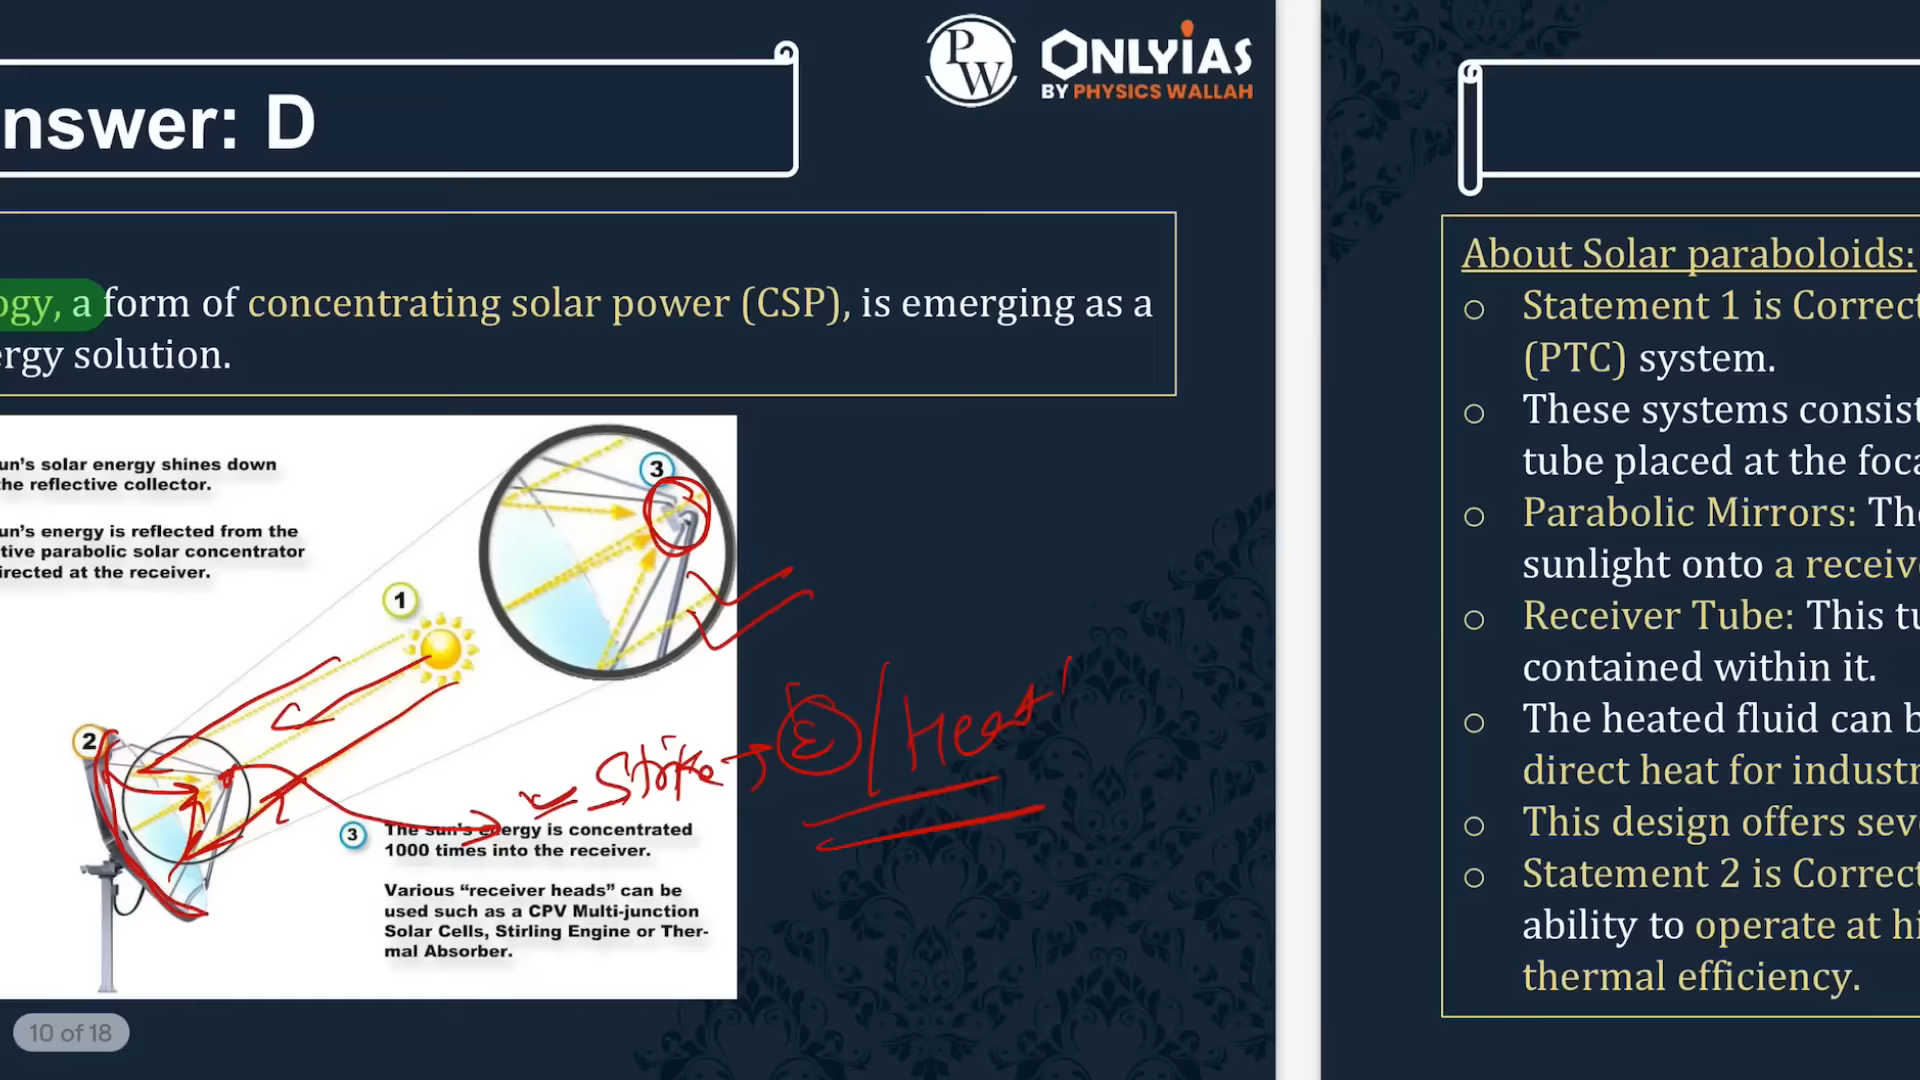 PW
ONLYiAS
BY PHYSICS WALLAH
nswer: D
ogy, a form of concentrating solar power (CSP), is emerging as a
ergy solution.
un's solar energy shines down
he reflective collector.
un's energy is reflected from the
tive parabolic solar concentrator
irected at the receiver.
1
2
3
3
The sun's energy is concentrated
1000 times into the receiver.
Various “receiver heads” can be
used such as a CPV Multi-junction
Solar Cells, Stirling Engine or Ther-
mal Absorber.
Strike
E / Heat
10 of 18
About Solar paraboloids:
o Statement 1 is Correct
(PTC) system.
o These systems consist
tube placed at the foca
o Parabolic Mirrors: The
sunlight onto a receive
o Receiver Tube: This tu
contained within it.
o The heated fluid can b
direct heat for industr
o This design offers seve
o Statement 2 is Correct
ability to operate at hi
thermal efficiency.